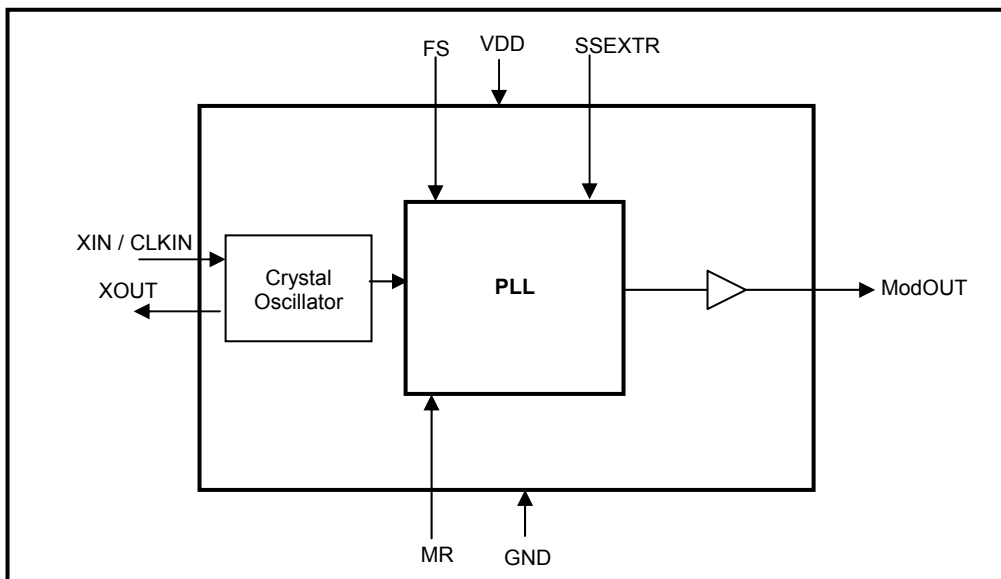 FS
VDD
SSEXTR
XIN / CLKIN
XOUT
Crystal
Oscillator
PLL
ModOUT
MR
GND